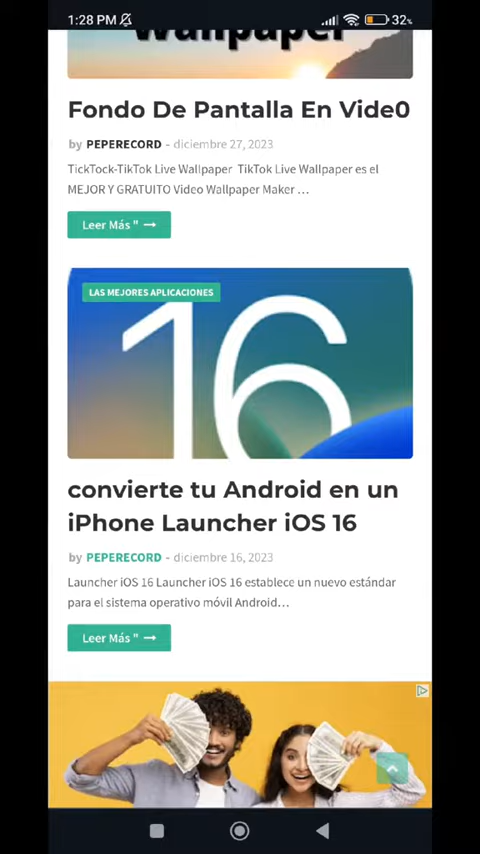 1:28 PM
32%
Wallpaper
Fondo De Pantalla En Vide0
by PEPERECORD - diciembre 27, 2023
TickTock-TikTok Live Wallpaper TikTok Live Wallpaper es el
MEJOR Y GRATUITO Video Wallpaper Maker …
Leer Más "
LAS MEJORES APLICACIONES
16
convierte tu Android en un
iPhone Launcher iOS 16
by PEPERECORD - diciembre 16, 2023
Launcher iOS 16 Launcher iOS 16 establece un nuevo estándar
para el sistema operativo móvil Android…
Leer Más "